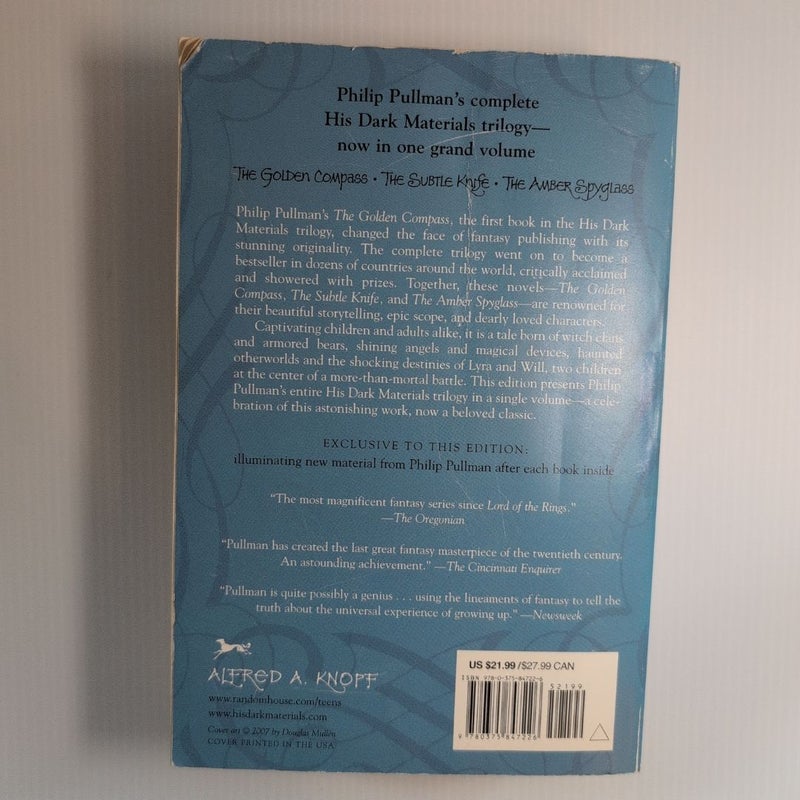 Philip Pullman's complete
His Dark Materials trilogy—
now in one grand volume
The Golden Compass • The Subtle Knife • The Amber Spyglass
Philip Pullman's The Golden Compass, the first book in the His Dark
Materials trilogy, changed the face of fantasy publishing with its
stunning originality. The complete trilogy went on to become a
bestseller in dozens of countries around the world, critically acclaimed
and showered with prizes. Together, these novels—The Golden
Compass, The Subtle Knife, and The Amber Spyglass—are renowned for
their beautiful storytelling, epic scope, and dearly loved characters.
Captivating children and adults alike, it is a tale born of witch clans
and armored bears, shining angels and magical devices, haunted
otherworlds and the shocking destinies of Lyra and Will, two children
at the center of a more-than-mortal battle. This edition presents Philip
Pullman's entire His Dark Materials trilogy in a single volume—a cele-
bration of this astonishing work, now a beloved classic.
EXCLUSIVE TO THIS EDITION:
illuminating new material from Philip Pullman after each book inside
"The most magnificent fantasy series since Lord of the Rings."
—The Oregonian
"Pullman has created the last great fantasy masterpiece of the twentieth century.
An astounding achievement." —The Cincinnati Enquirer
"Pullman is quite possibly a genius . . . using the lineaments of fantasy to tell the
truth about the universal experience of growing up." —Newsweek
ALFRED A. KNOPF
www.randomhouse.com/teens
www.hisdarkmaterials.com
Cover art © 2007 by Douglas Mullen
COVER PRINTED IN THE USA
US $21.99 / $27.99 CAN
ISBN 978-0-375-84722-6
52199
9 780375 847226